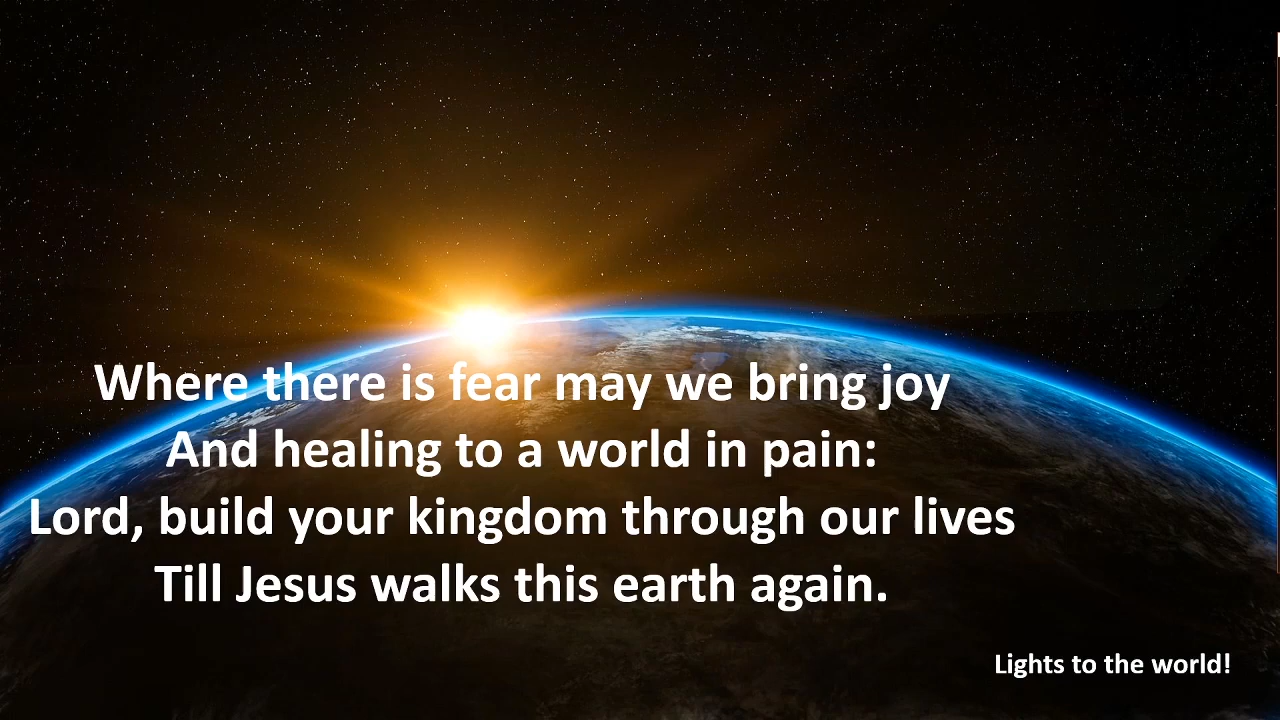 Where there is fear may we bring joy
And healing to a world in pain:
Lord, build your kingdom through our lives
Till Jesus walks this earth again.
Lights to the world!